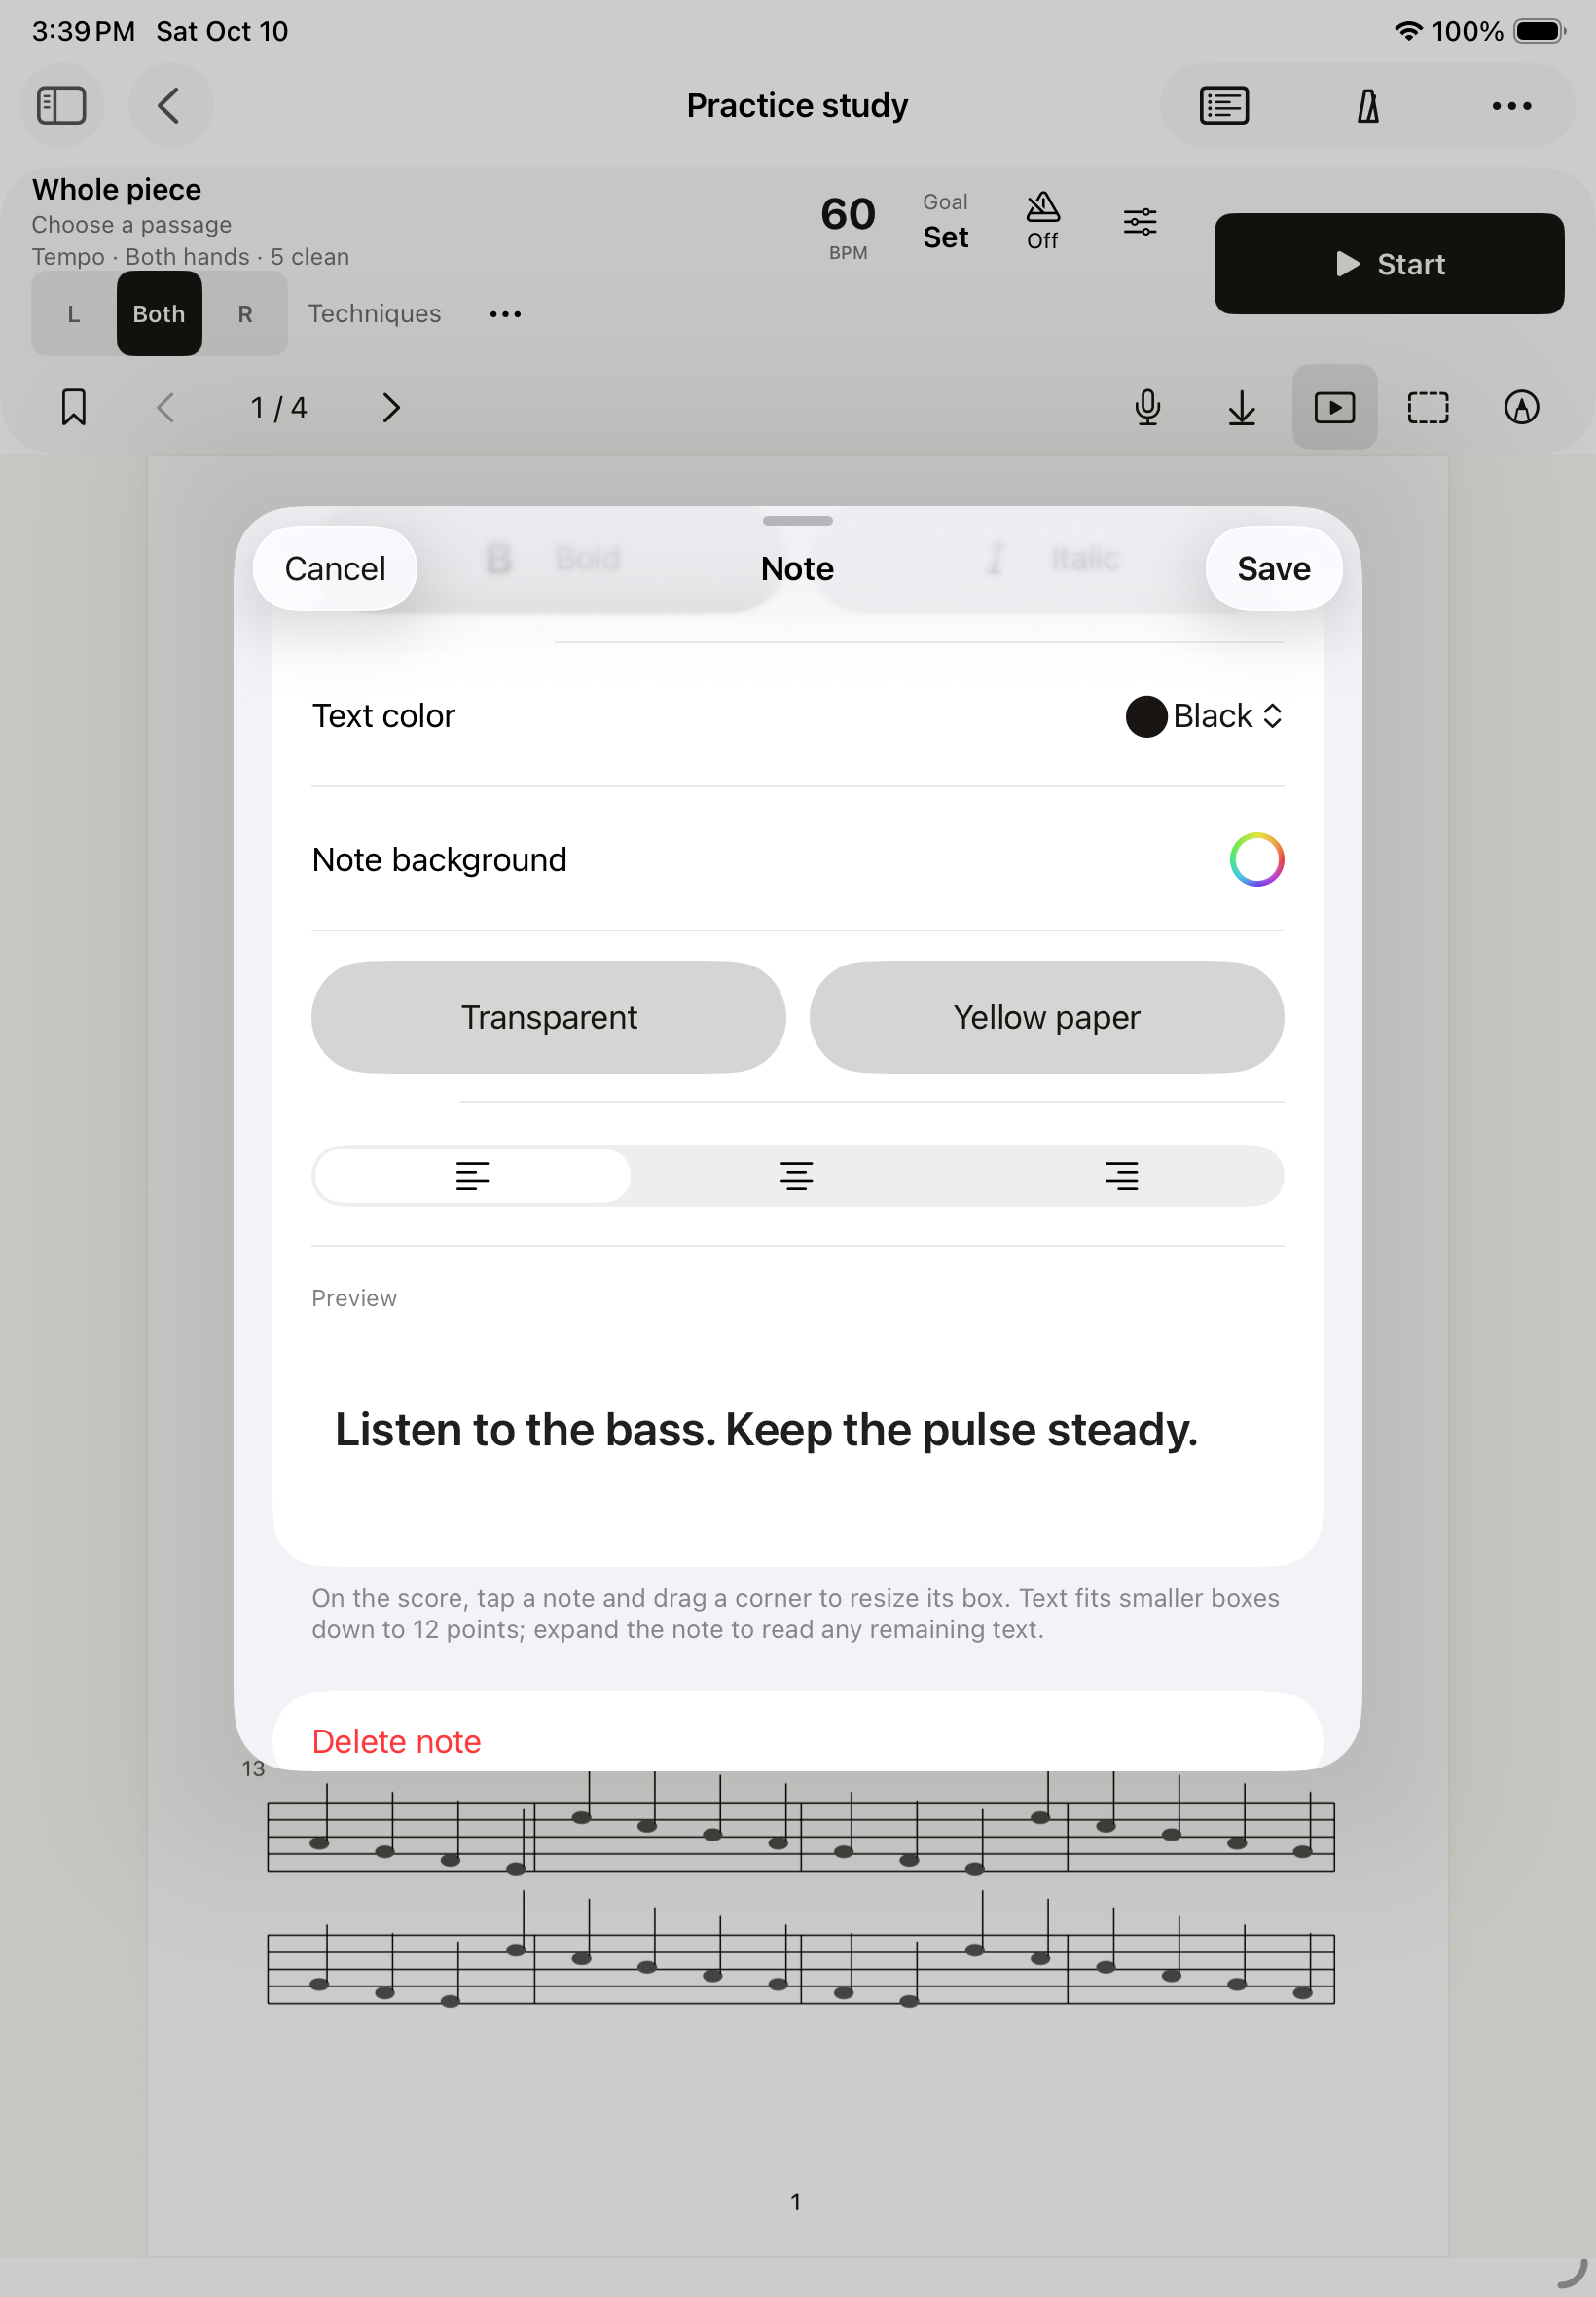 3:39 PM Sat Oct 10
100%
Practice study
Whole piece
Choose a passage
Tempo · Both hands · 5 clean
60
BPM
Goal
Set
Off
Start
L
Both
R
Techniques
1 / 4
Cancel
B Bold
Note
I Italic
Save
Text color
Black
Note background
Transparent
Yellow paper
Preview
Listen to the bass. Keep the pulse steady.
On the score, tap a note and drag a corner to resize its box. Text fits smaller boxes
down to 12 points; expand the note to read any remaining text.
Delete note
13
1